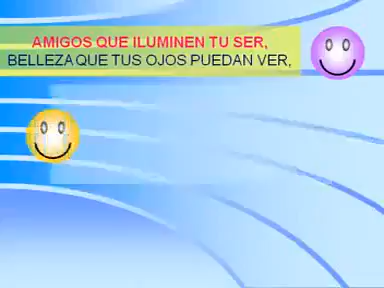 AMIGOS QUE ILUMINEN TU SER,
BELLEZA QUE TUS OJOS PUEDAN VER,